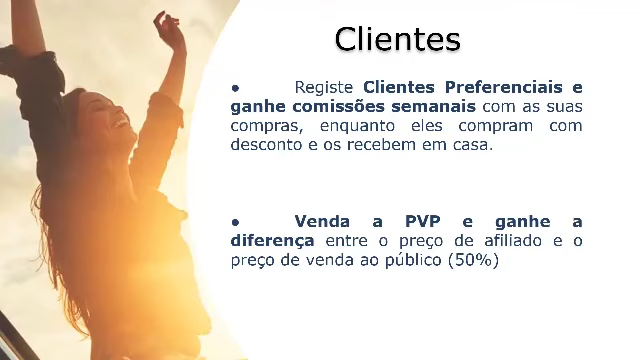 Clientes
● Registe Clientes Preferenciais e
ganhe comissões semanais com as suas
compras, enquanto eles compram com
desconto e os recebem em casa.
● Venda a PVP e ganhe a
diferença entre o preço de afiliado e o
preço de venda ao público (50%)